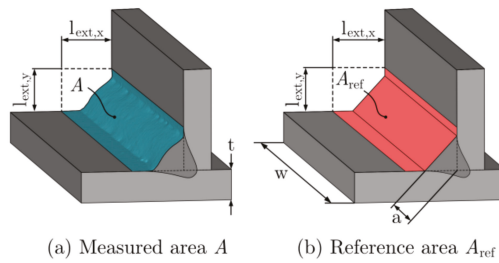 l_ext,x
l_ext,y
A
t
(a) Measured area A
l_ext,x
l_ext,y
A_ref
w
a
(b) Reference area A_ref